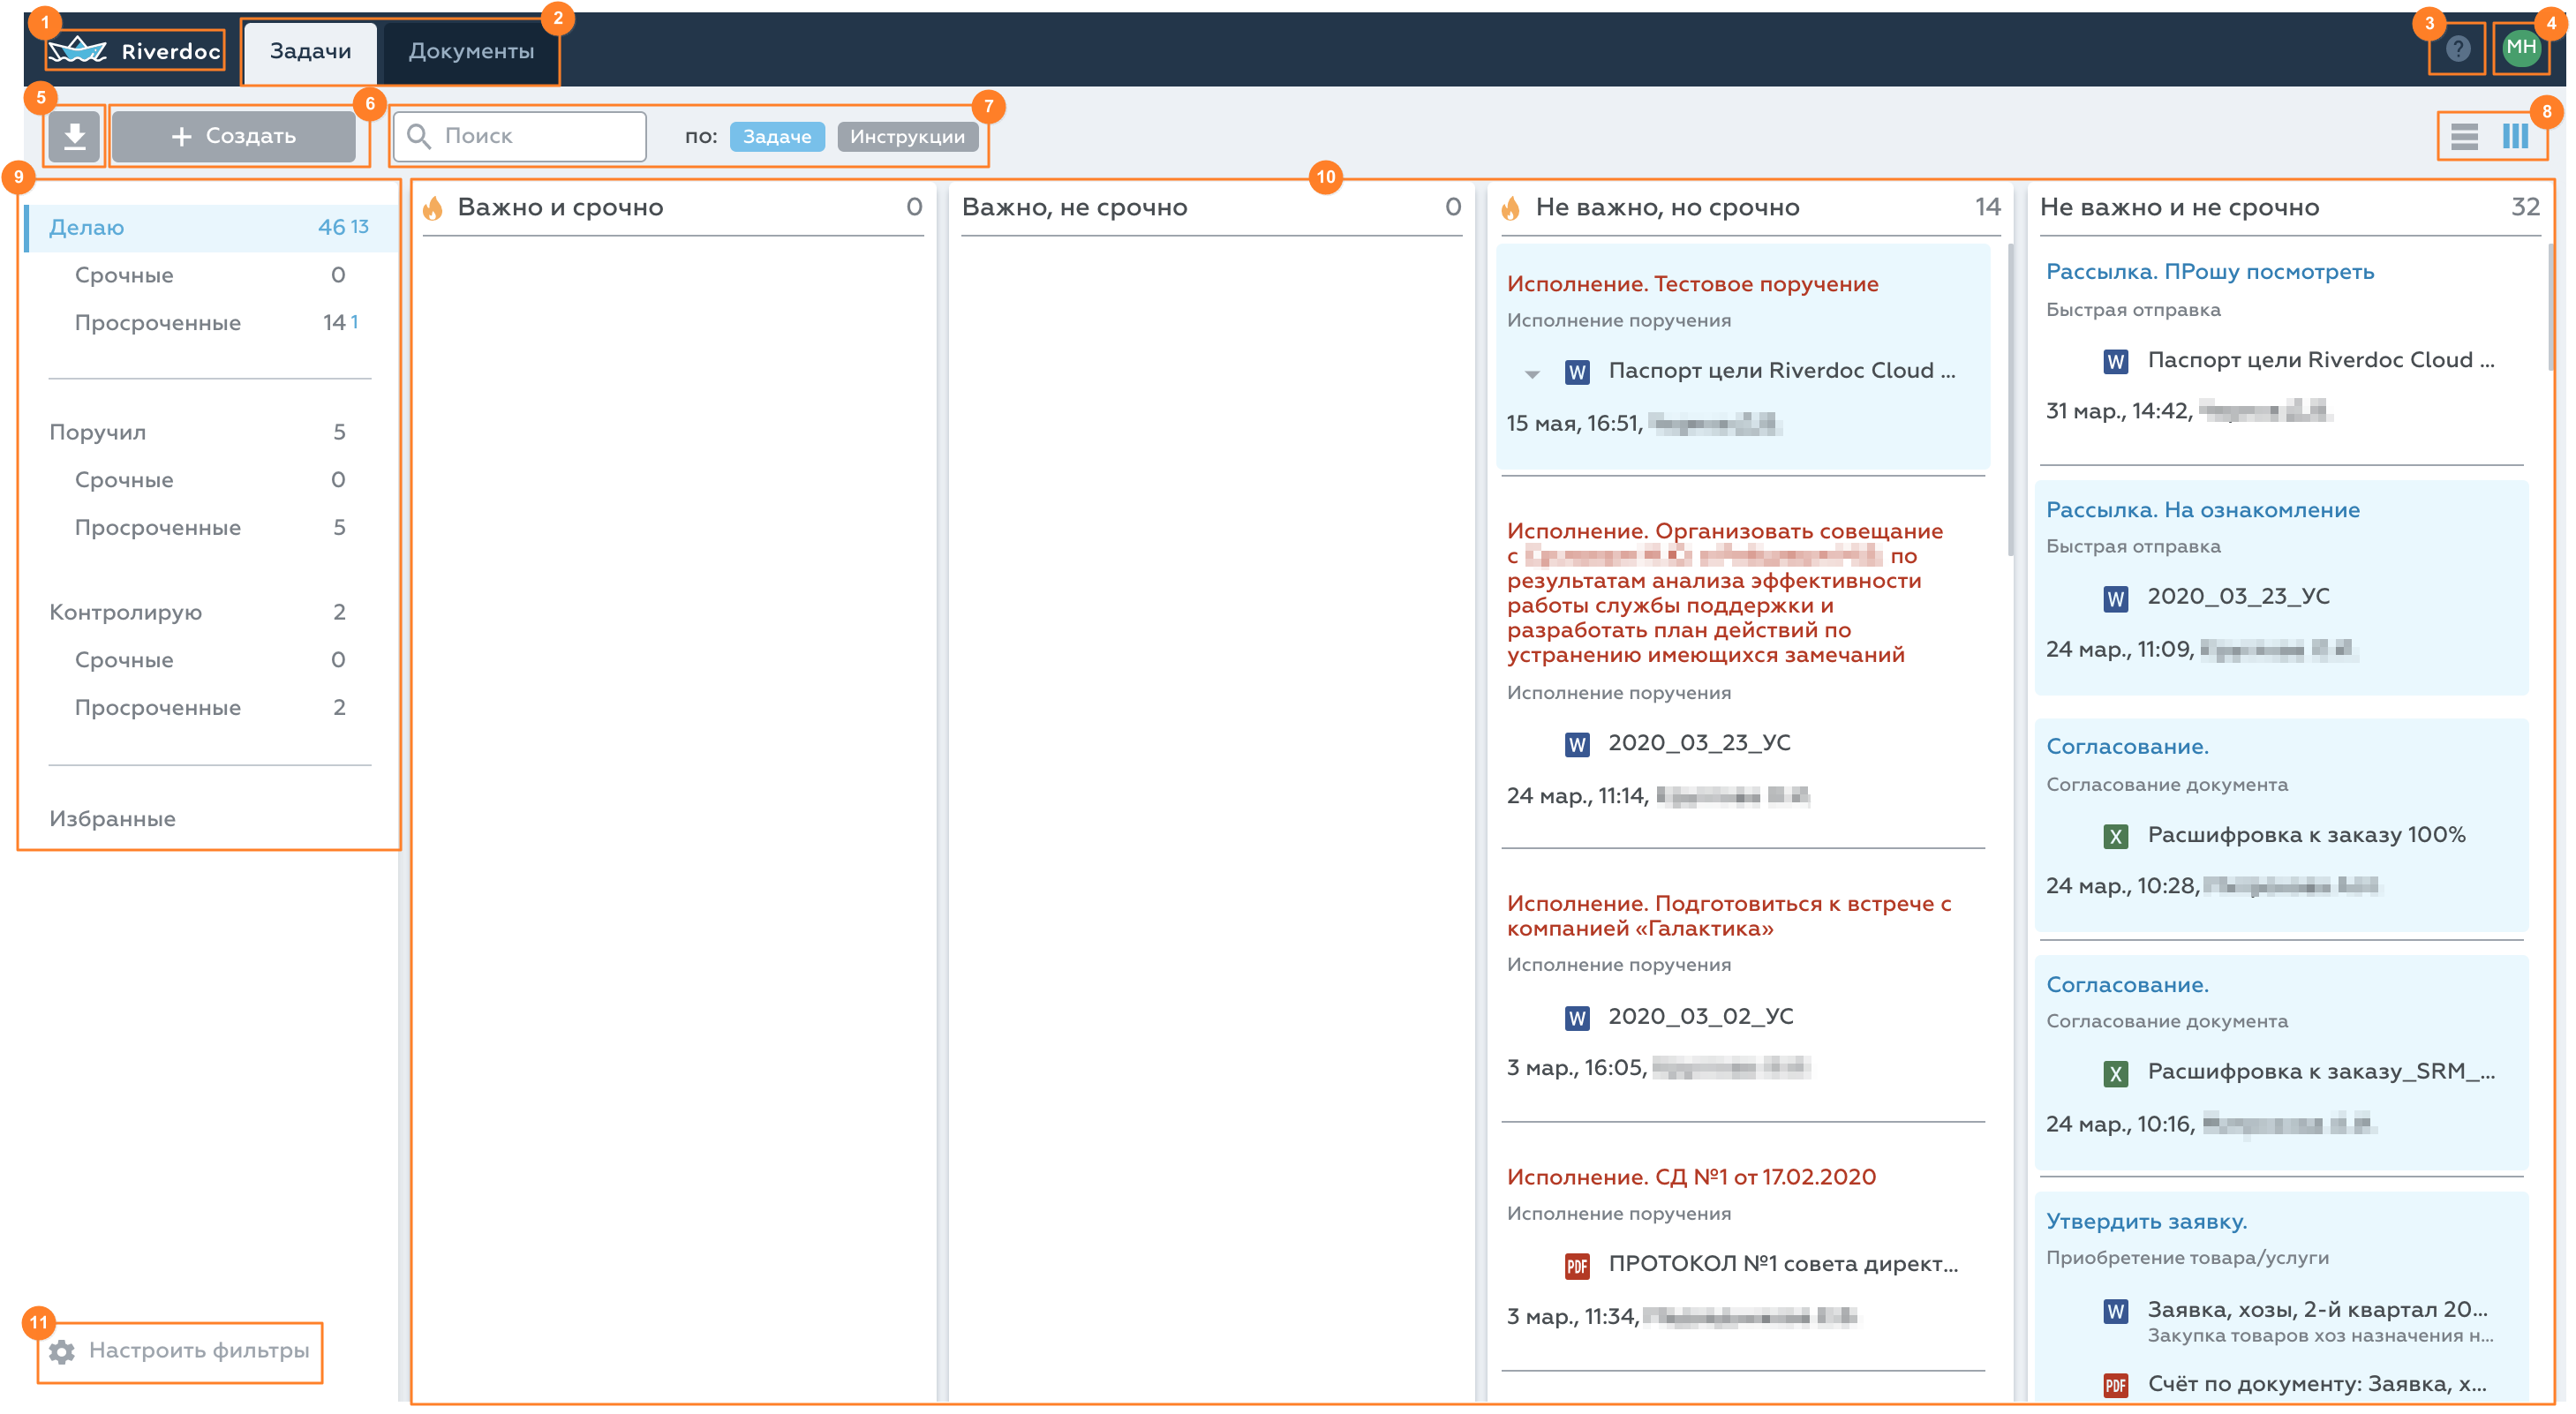 1
2
3
4
Riverdoc
Задачи
Документы
?
МН
5
6
7
8
+ Создать
Поиск
по:
Задаче
Инструкции
9
10
Делаю 46 13
Срочные 0
Просроченные 14 1
Поручил 5
Срочные 0
Просроченные 5
Контролирую 2
Срочные 0
Просроченные 2
Избранные
11
Настроить фильтры
Важно и срочно 0
Важно, не срочно 0
Не важно, но срочно 14
Исполнение. Тестовое поручение
Исполнение поручения
W Паспорт цели Riverdoc Cloud ...
15 мая, 16:51,
Исполнение. Организовать совещание
с по
результатам анализа эффективности
работы службы поддержки и
разработать план действий по
устранению имеющихся замечаний
Исполнение поручения
W 2020_03_23_УС
24 мар., 11:14,
Исполнение. Подготовиться к встрече с
компанией «Галактика»
Исполнение поручения
W 2020_03_02_УС
3 мар., 16:05,
Исполнение. СД №1 от 17.02.2020
Исполнение поручения
PDF ПРОТОКОЛ №1 совета директ...
3 мар., 11:34,
Не важно и не срочно 32
Рассылка. ПРошу посмотреть
Быстрая отправка
W Паспорт цели Riverdoc Cloud ...
31 мар., 14:42,
Рассылка. На ознакомление
Быстрая отправка
W 2020_03_23_УС
24 мар., 11:09,
Согласование.
Согласование документа
X Расшифровка к заказу 100%
24 мар., 10:28,
Согласование.
Согласование документа
X Расшифровка к заказу_SRM_...
24 мар., 10:16,
Утвердить заявку.
Приобретение товара/услуги
W Заявка, хозы, 2-й квартал 20...
Закупка товаров хоз назначения н...
PDF Счёт по документу: Заявка, х...